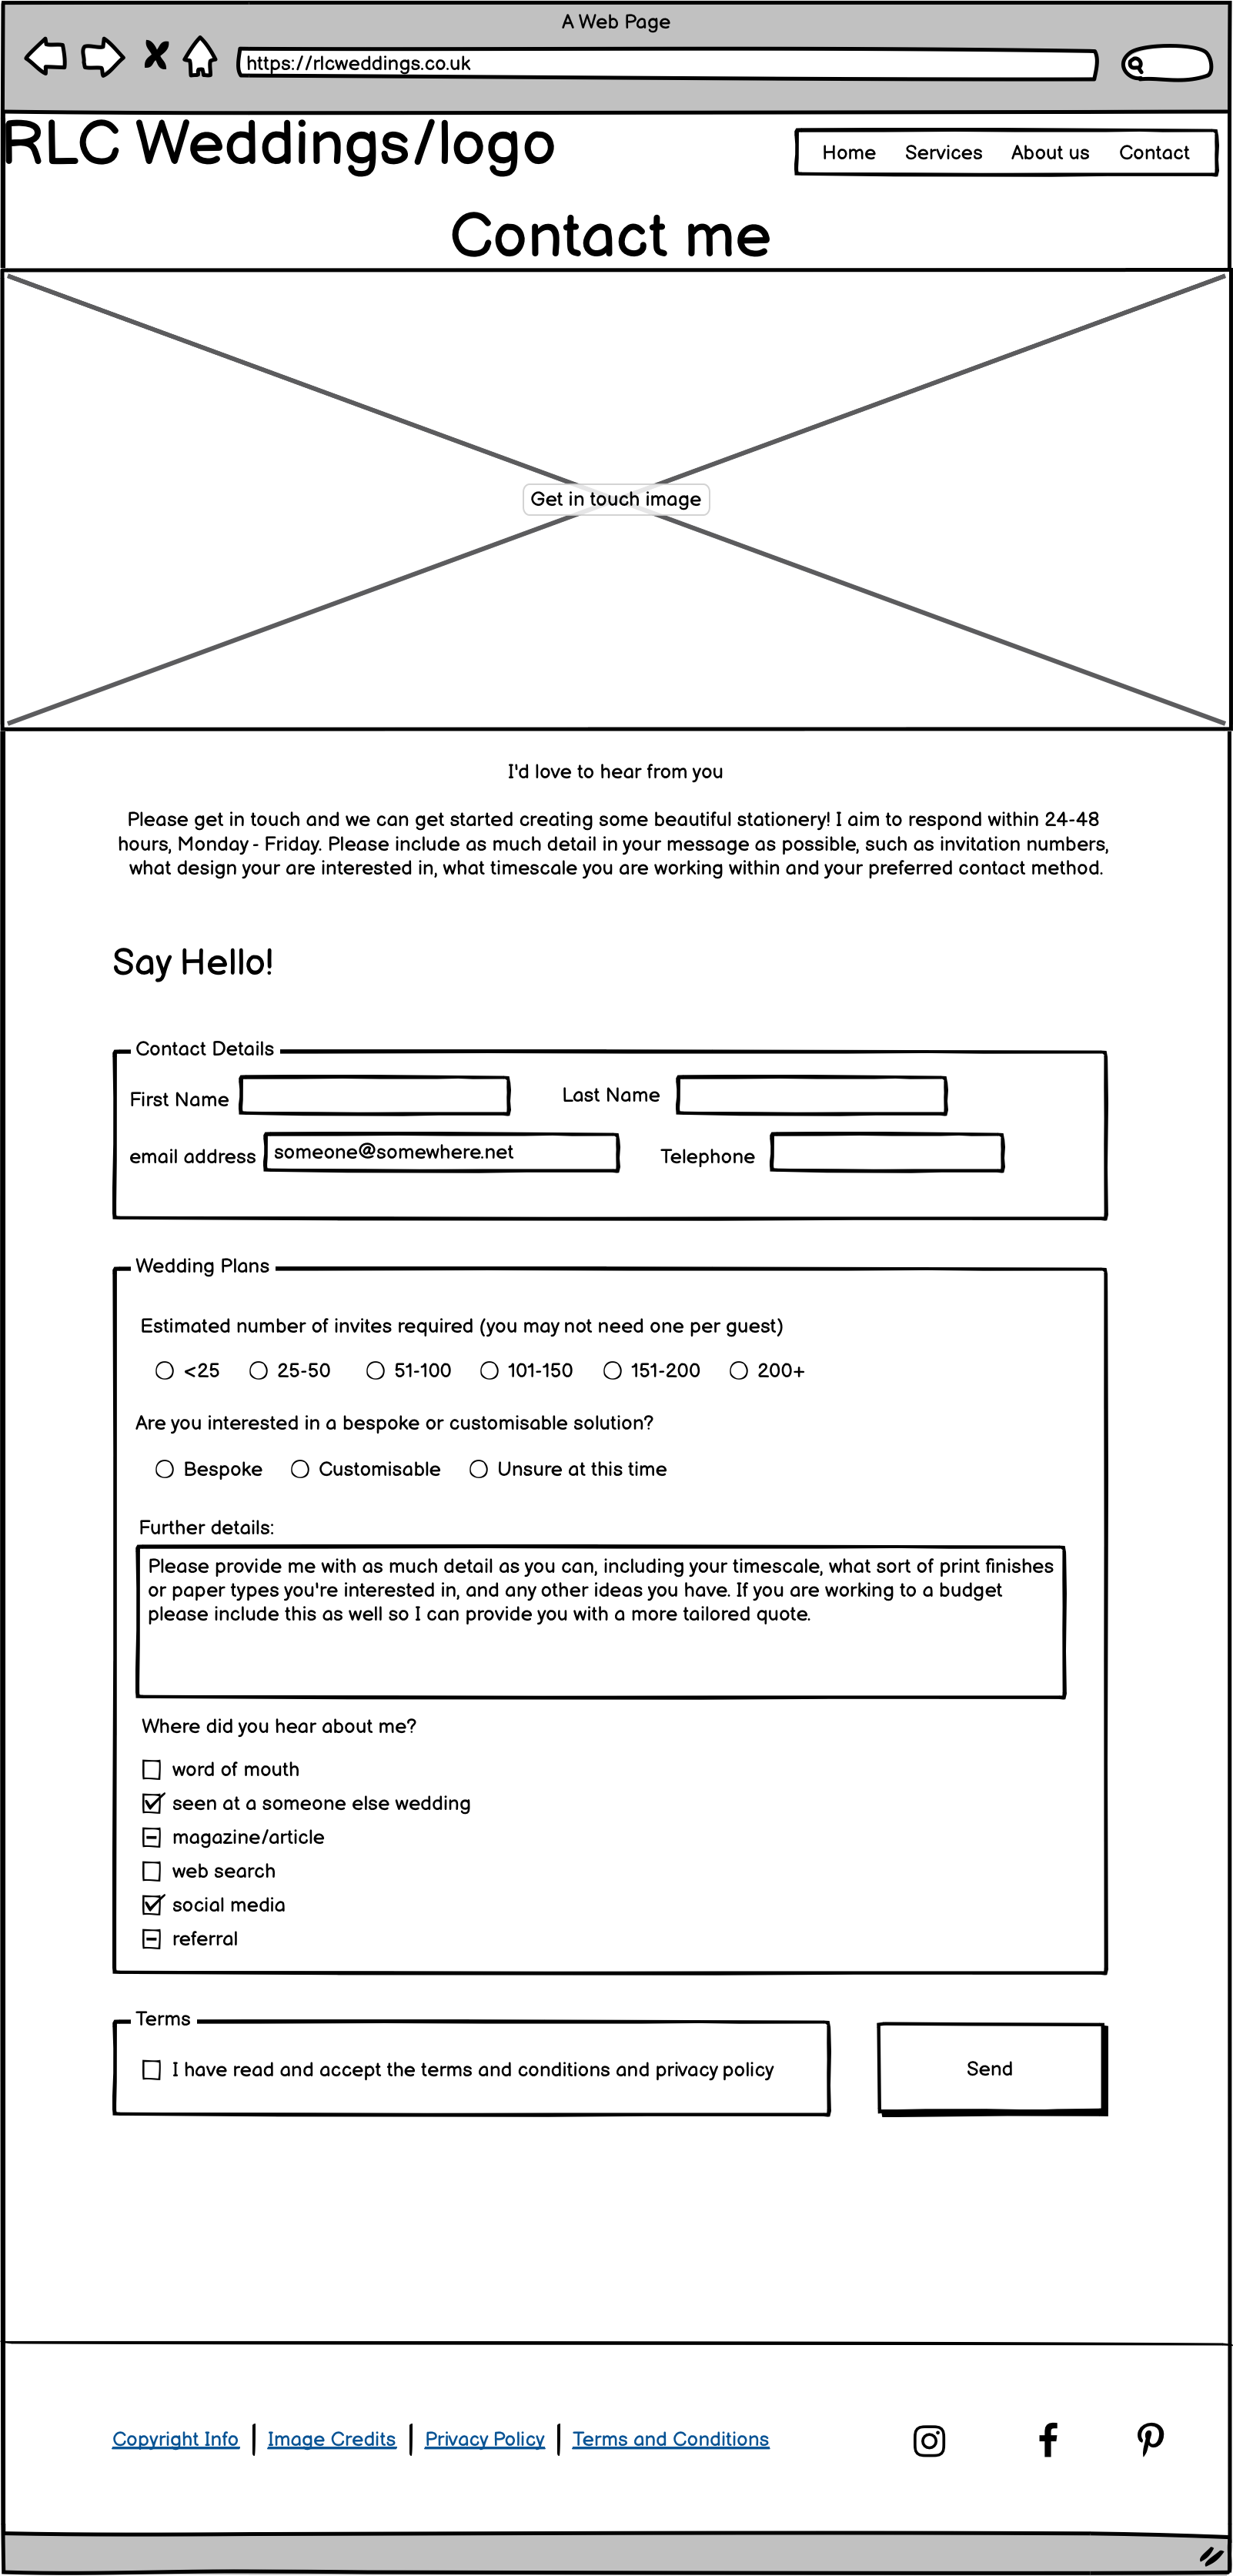 A Web Page
https://rlcweddings.co.uk
RLC Weddings/logo
Home Services About us Contact
Contact me
Get in touch image
I'd love to hear from you
Please get in touch and we can get started creating some beautiful stationery! I aim to respond within 24-48
hours, Monday - Friday. Please include as much detail in your message as possible, such as invitation numbers,
what design your are interested in, what timescale you are working within and your preferred contact method.
Say Hello!
Contact Details
First Name Last Name
email address someone@somewhere.net Telephone
Wedding Plans
Estimated number of invites required (you may not need one per guest)
<25 25-50 51-100 101-150 151-200 200+
Are you interested in a bespoke or customisable solution?
Bespoke Customisable Unsure at this time
Further details:
Please provide me with as much detail as you can, including your timescale, what sort of print finishes
or paper types you're interested in, and any other ideas you have. If you are working to a budget
please include this as well so I can provide you with a more tailored quote.
Where did you hear about me?
word of mouth
seen at a someone else wedding
magazine/article
web search
social media
referral
Terms
I have read and accept the terms and conditions and privacy policy
Send
Copyright Info | Image Credits | Privacy Policy | Terms and Conditions